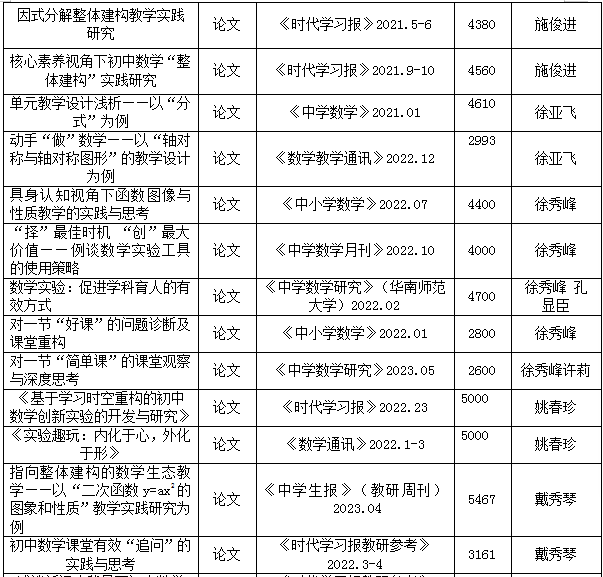 因式分解整体建构教学实践
研究
论文
《时代学习报》2021.5-6
4380
施俊进
核心素养视角下初中数学“整
体建构”实践研究
论文
《时代学习报》2021.9-10
4560
施俊进
单元教学设计浅析——以“分
式”为例
论文
《中学数学》2021.01
4610
徐亚飞
动手“做”数学——以“轴对
称与轴对称图形”的教学设计
为例
论文
《数学教学通讯》2022.12
2993
徐亚飞
具身认知视角下函数图像与
性质教学的实践与思考
论文
《中小学数学》2022.07
4400
徐秀峰
“择”最佳时机 “创”最大
价值——例谈数学实验工具
的使用策略
论文
《中学数学月刊》2022.10
4000
徐秀峰
数学实验：促进学科育人的有
效方式
论文
《中学数学研究》（华南师范
大学）2022.02
4700
徐秀峰 孔
显臣
对一节“好课”的问题诊断及
课堂重构
论文
《中小学数学》2022.01
2800
徐秀峰
对一节“简单课”的课堂观察
与深度思考
论文
《中学数学研究》2023.05
2600
徐秀峰许莉
《基于学习时空重构的初中
数学创新实验的开发与研究》
论文
《时代学习报》2022.23
5000
姚春珍
《实验趣玩：内化于心，外化
于形》
论文
《数学通讯》2022.1-3
5000
姚春珍
指向整体建构的数学生态教
学——以“二次函数 y=ax²的
图象和性质”教学实践研究为
例
论文
《中学生报》（教研周刊）
2023.04
5467
戴秀琴
初中数学课堂有效“追问”的
实践与思考
论文
《时代学习报教研参考》
2022.3-4
3161
戴秀琴